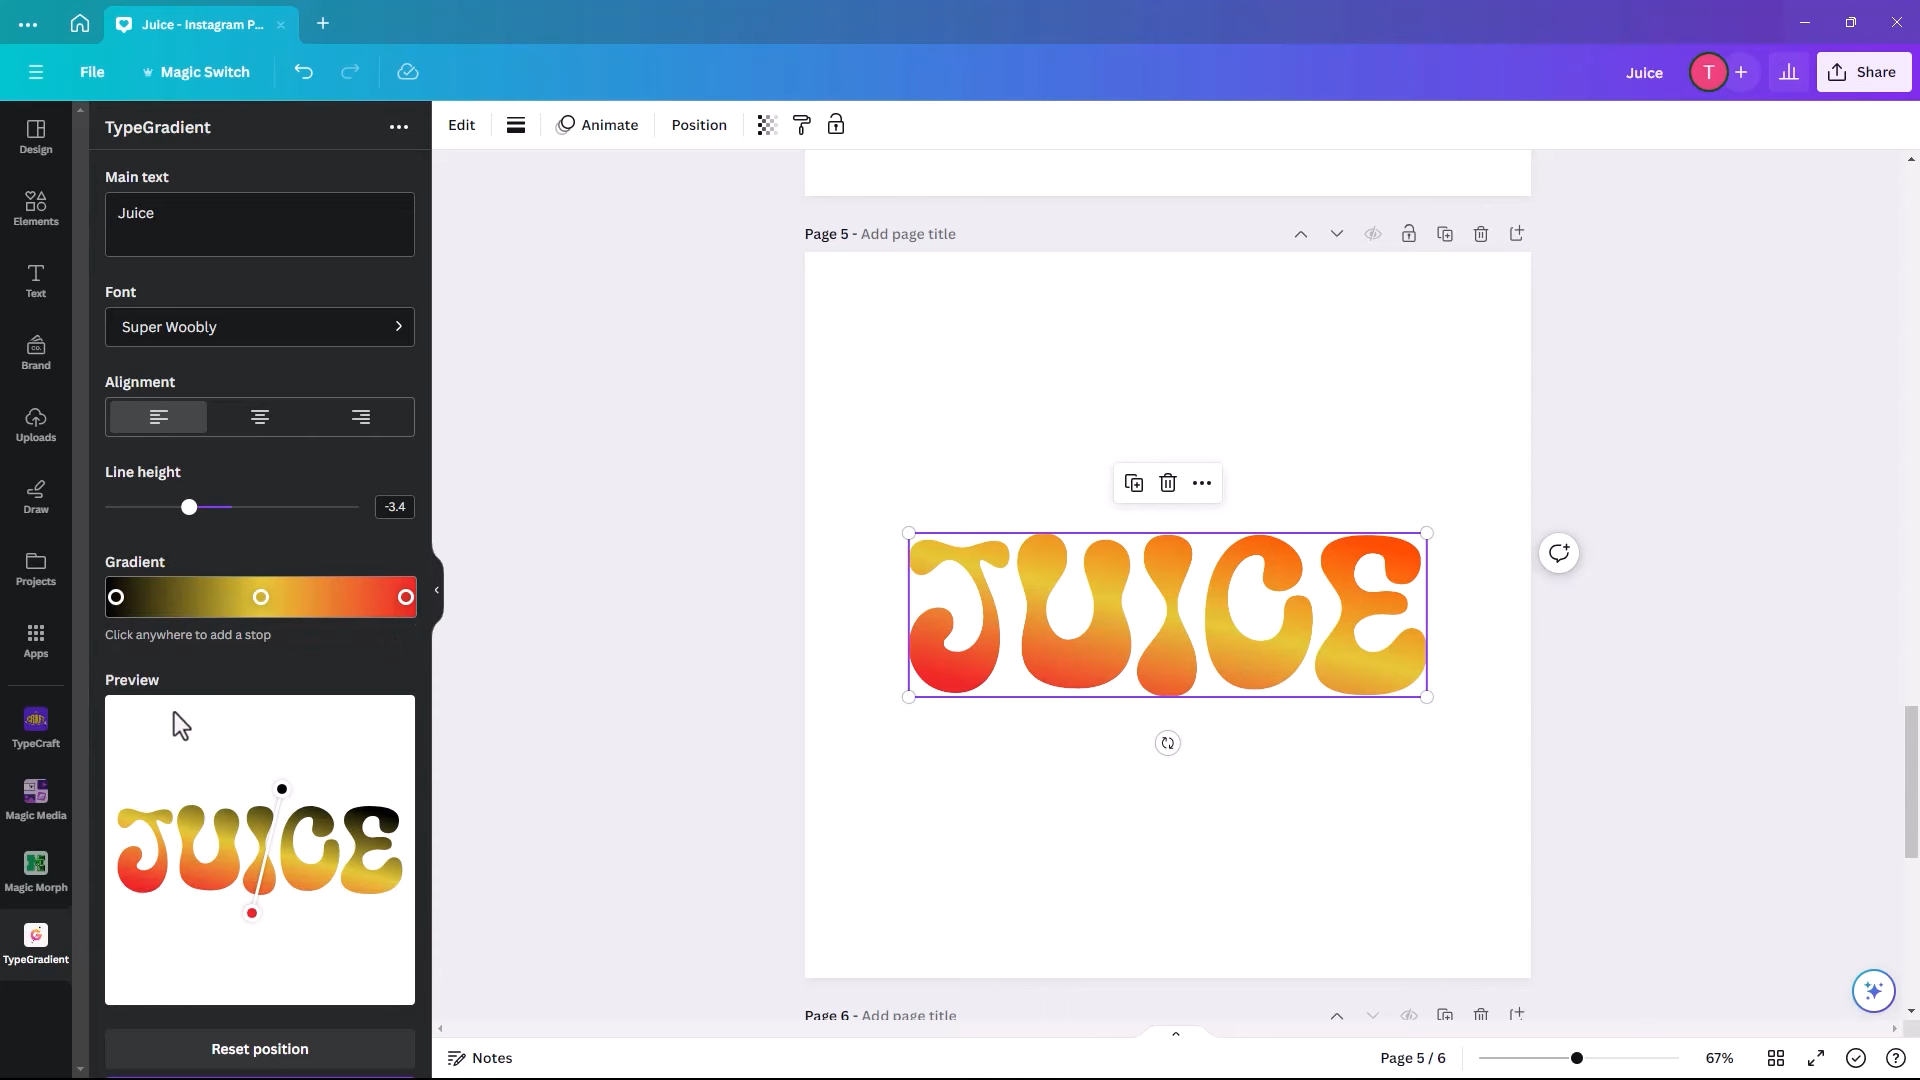 Juice - Instagram P...
File
Magic Switch
Juice
T
Share
Design
Elements
Text
Brand
Uploads
Draw
Projects
Apps
TypeCraft
Magic Media
Magic Morph
TypeGradient
TypeGradient
Main text
Juice
Font
Super Woobly
Alignment
Line height
-3.4
Gradient
Click anywhere to add a stop
Preview
JUICE
Reset position
Edit
Animate
Position
Page 5 - Add page title
JUICE
Page 6 - Add page title
Notes
Page 5 / 6
67%